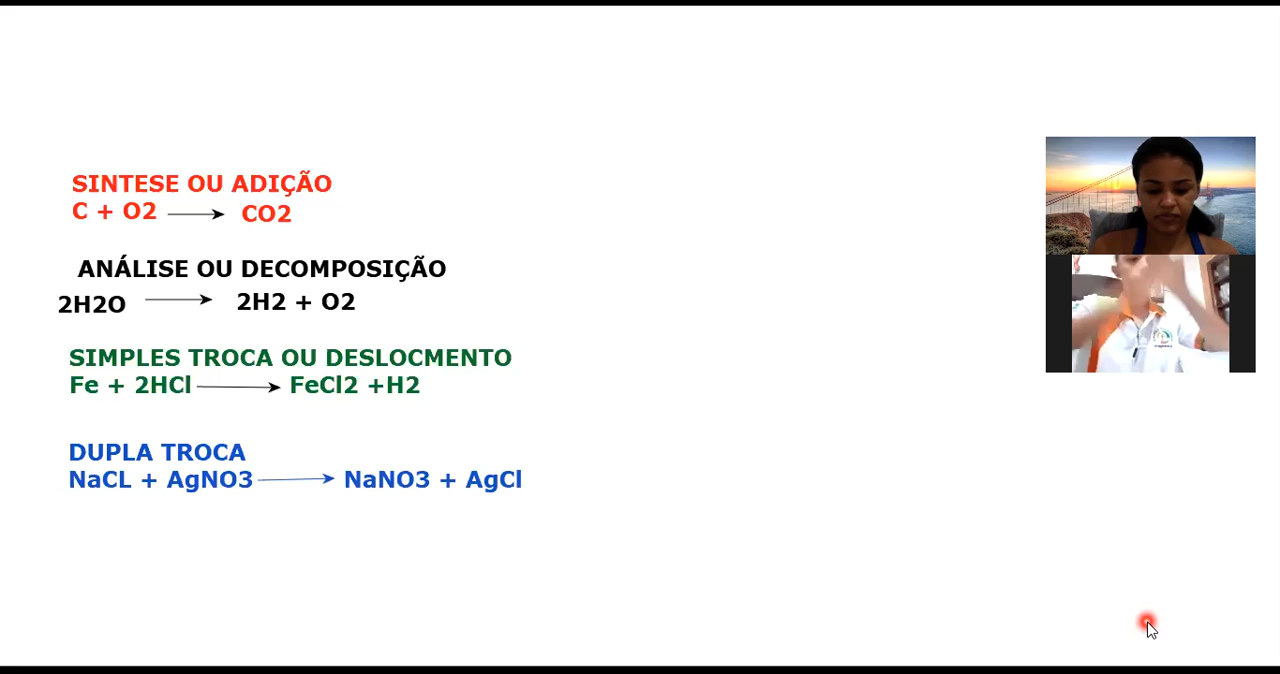 SINTESE OU ADIÇÃO
C + O2 → CO2
ANÁLISE OU DECOMPOSIÇÃO
2H2O → 2H2 + O2
SIMPLES TROCA OU DESLOCMENTO
Fe + 2HCl → FeCl2 +H2
DUPLA TROCA
NaCL + AgNO3 → NaNO3 + AgCl